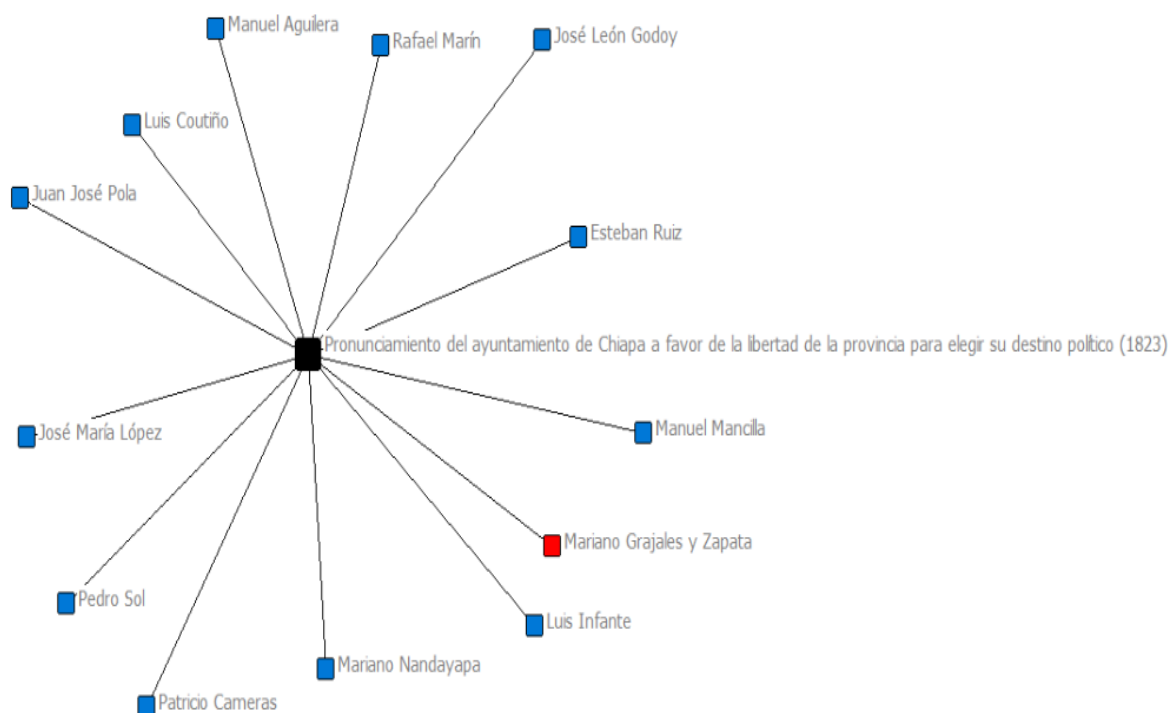 Manuel Aguilera
Rafael Marín
José León Godoy
Luis Coutiño
Juan José Pola
Esteban Ruiz
Pronunciamiento del ayuntamiento de Chiapa a favor de la libertad de la provincia para elegir su destino político (1823)
José María López
Manuel Mancilla
Mariano Grajales y Zapata
Pedro Sol
Luis Infante
Mariano Nandayapa
Patricio Cameras